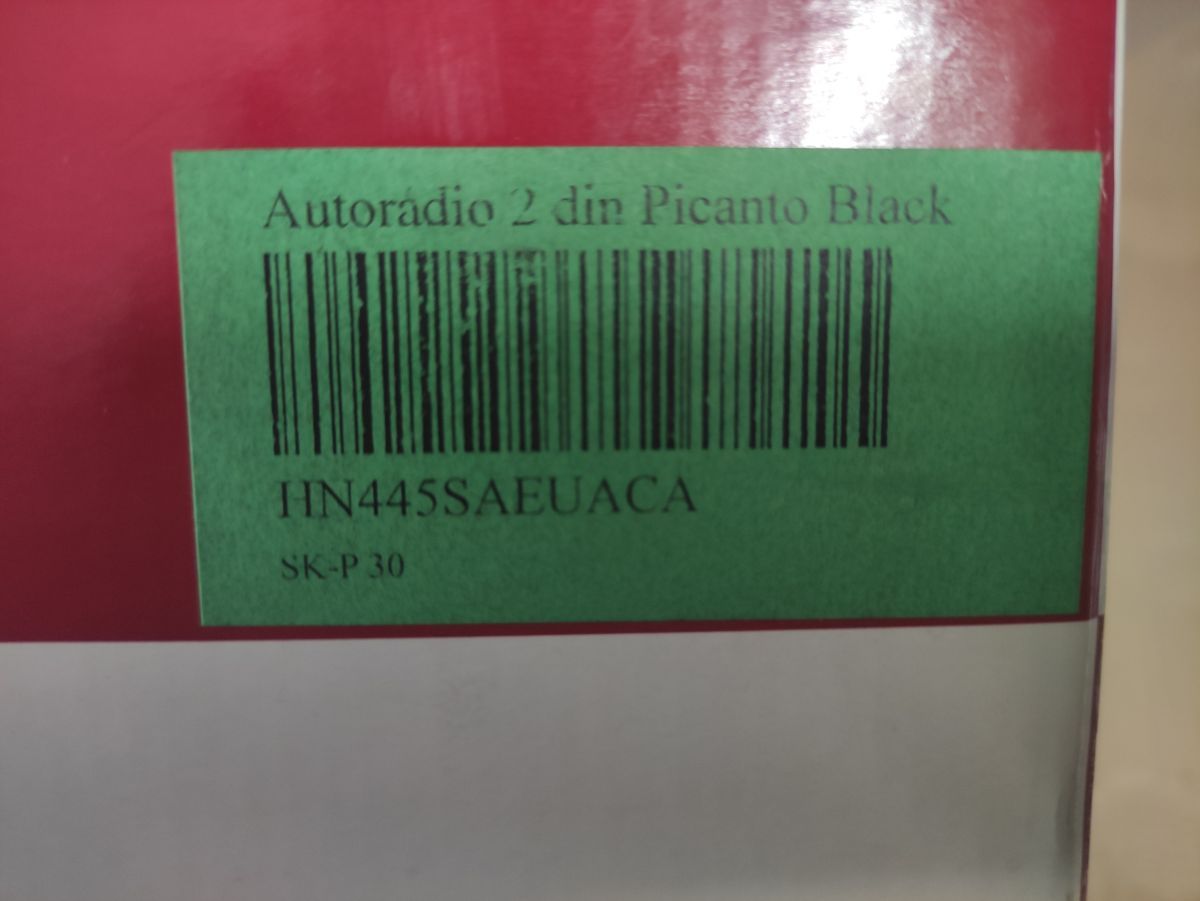 Autorádio 2 din Picanto Black
HN445SAEUACA
SK-P 30